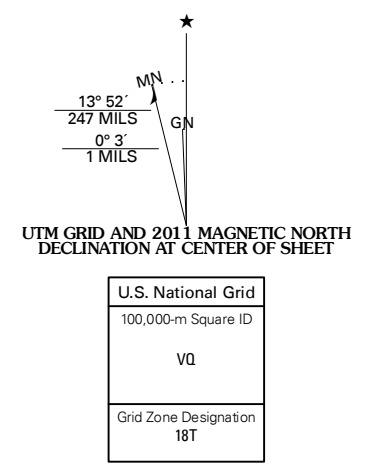 ★
MN
13° 52´
247 MILS
GN
0° 3´
1 MILS
UTM GRID AND 2011 MAGNETIC NORTH
DECLINATION AT CENTER OF SHEET
U.S. National Grid
100,000-m Square ID
VQ
Grid Zone Designation
18T